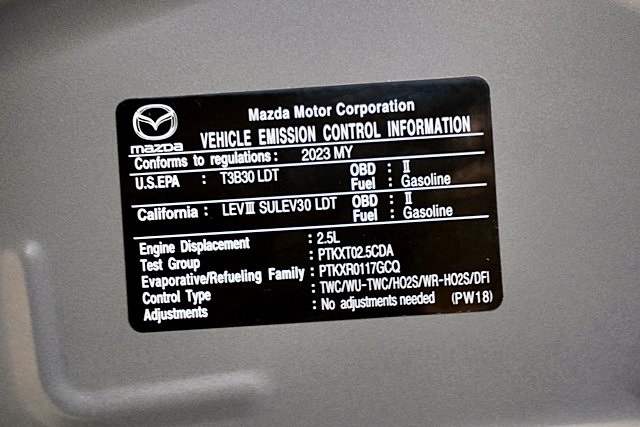 Mazda Motor Corporation
mazda
VEHICLE EMISSION CONTROL INFORMATION
Conforms to regulations: 2023 MY
U.S.EPA : T3B30 LDT OBD : II
Fuel : Gasoline
California : LEVIII SULEV30 LDT OBD : II
Fuel : Gasoline
Engine Displacement : 2.5L
Test Group : PTKXT02.5CDA
Evaporative/Refueling Family : PTKXR0117GCQ
Control Type : TWC/WU-TWC/HO2S/WR-HO2S/DFI
Adjustments : No adjustments needed (PW18)